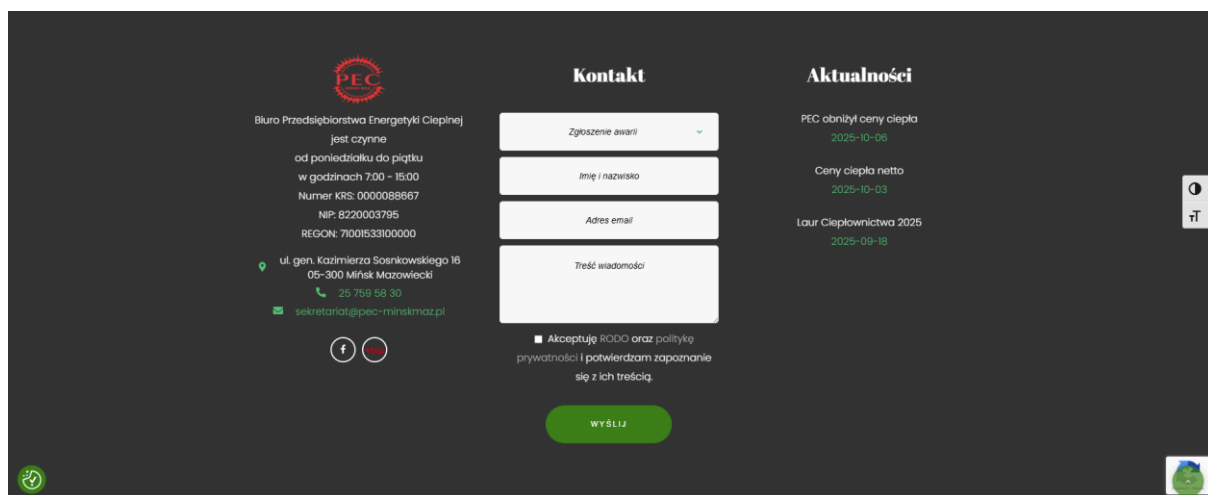 PEC
Biuro Przedsiębiorstwa Energetyki Cieplnej
jest czynne
od poniedziałku do piątku
w godzinach 7:00 - 15:00
Numer KRS: 0000088667
NIP: 8220003795
REGON: 71001533100000
ul. gen. Kazimierza Sosnkowskiego 16
05-300 Mińsk Mazowiecki
25 759 58 30
sekretariat@pec-minskmaz.pl
Kontakt
Zgłoszenie awarii
Imię i nazwisko
Adres email
Treść wiadomości
Akceptuję RODO oraz politykę
prywatności i potwierdzam zapoznanie
się z ich treścią.
WYŚLIJ
Aktualności
PEC obniżył ceny ciepła
2025-10-06
Ceny ciepła netto
2025-10-03
Laur Ciepłownictwa 2025
2025-09-18